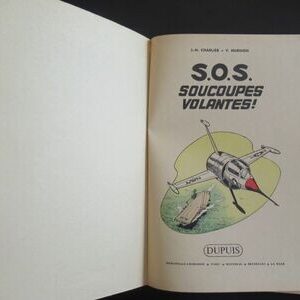 J.-M. CHARLIER - V. HUBINON
S.O.S.
SOUCOUPES
VOLANTES!
DUPUIS